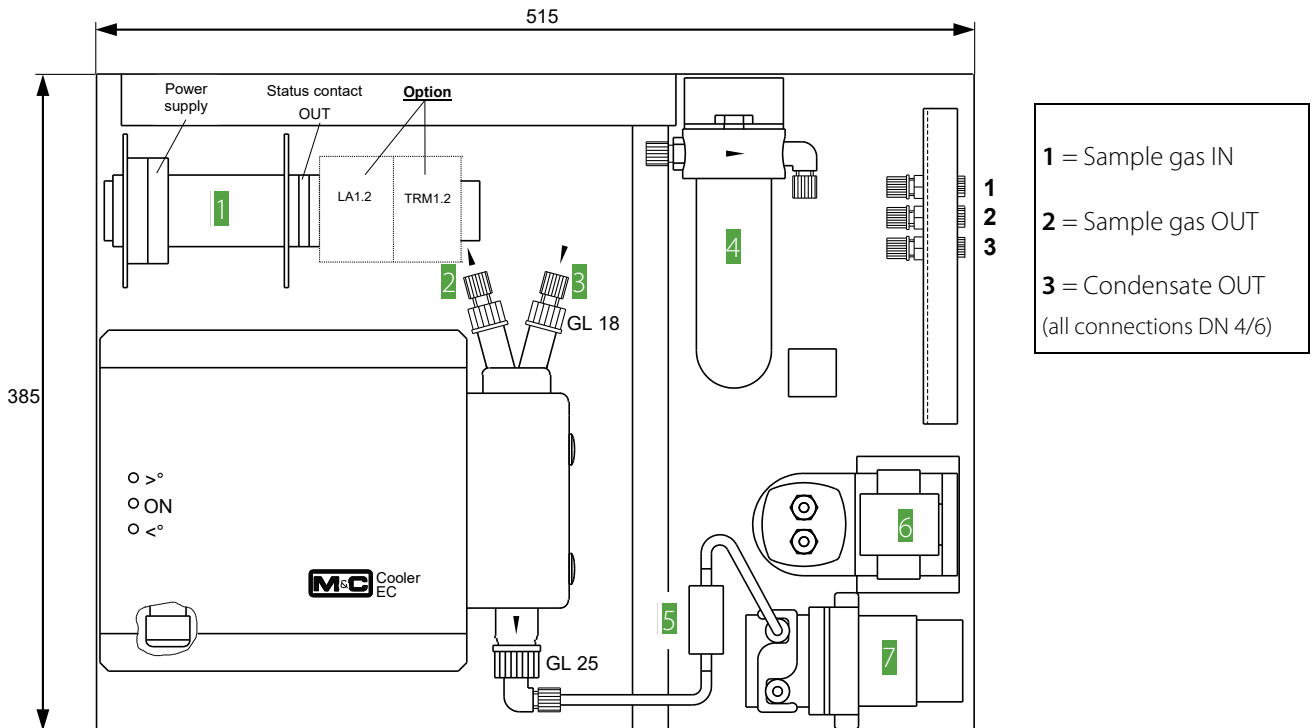 515
Power
supply
Status contact
OUT
Option
LA1.2
TRM1.2
1
2
3
4
1
2
3
GL 18
385
>°
ON
<°
M&C Cooler
EC
5
6
7
GL 25
1 = Sample gas IN
2 = Sample gas OUT
3 = Condensate OUT
(all connections DN 4/6)